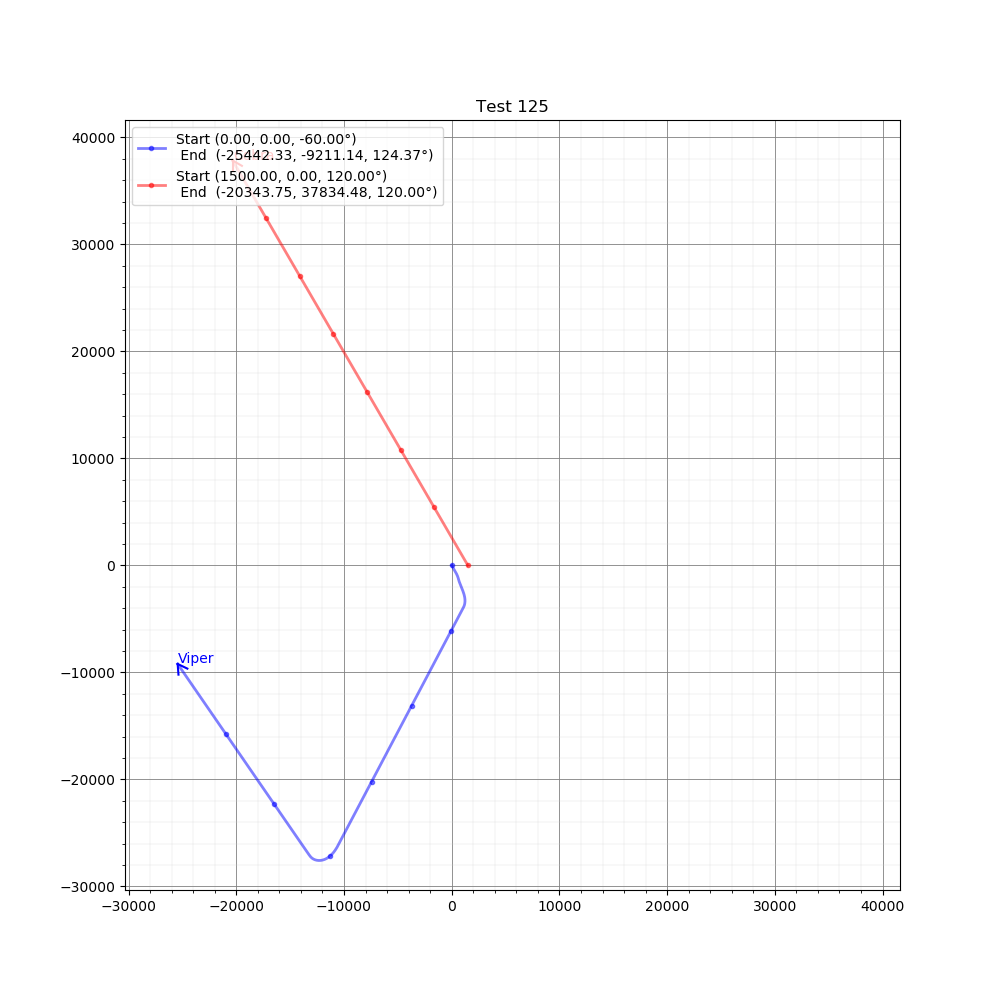 Test 125
Start (0.00, 0.00, -60.00°)
End (-25442.33, -9211.14, 124.37°)
Start (1500.00, 0.00, 120.00°)
End (-20343.75, 37834.48, 120.00°)
40000
30000
20000
10000
0
−10000
−20000
−30000
Viper
−30000 −20000 −10000 0 10000 20000 30000 40000